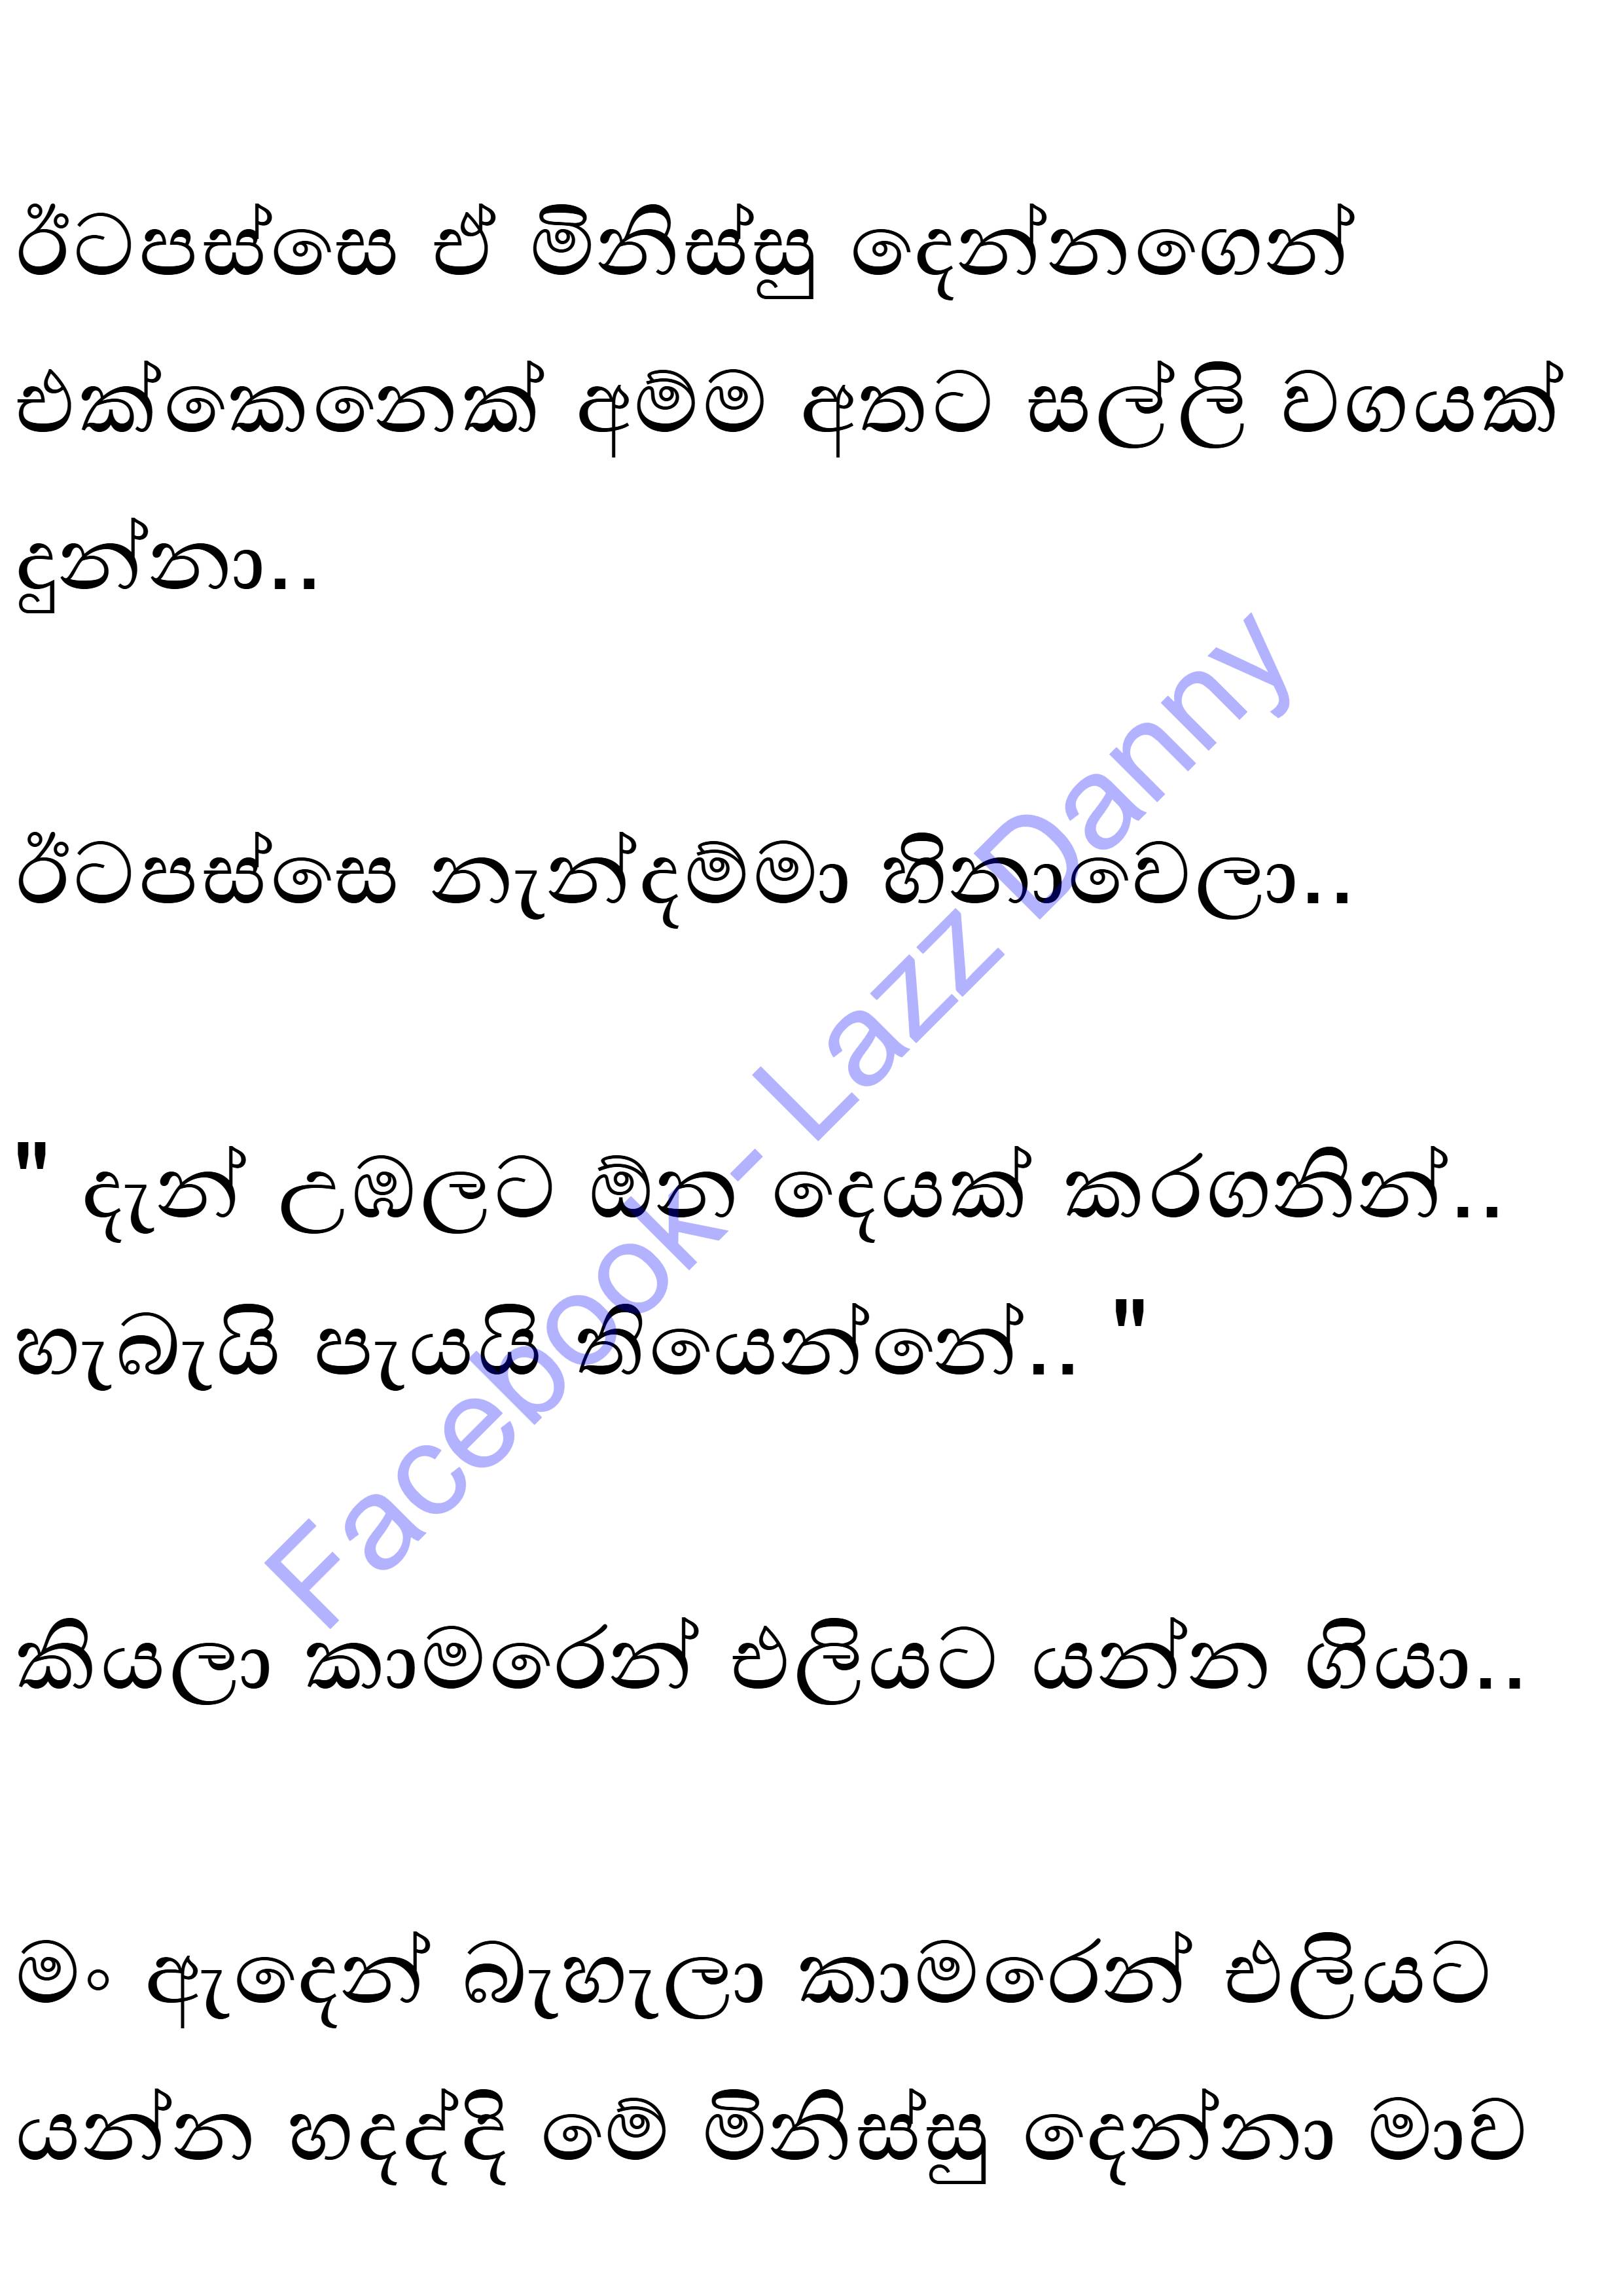 ඊටපස්සෙ ඒ මිනිස්සු දෙන්නගෙන්
එක්කෙනෙක් අම්ම අතට සල්ලි වගයක්
දුන්නා..
ඊටපස්සෙ නැන්දම්මා හිනාවෙලා..
" දැන් උඹලට ඕන දෙයක් කරගනින්..
හැබැයි පැයයි තියෙන්නේ.. "
කියලා කාමරෙන් එලියට යන්න ගියා..
මං ඇඳෙන් බැහැලා කාමරෙන් එලියට
යන්න හදද්දි මේ මිනිස්සු දෙන්නා මාව
Facebook - Lazz Danny